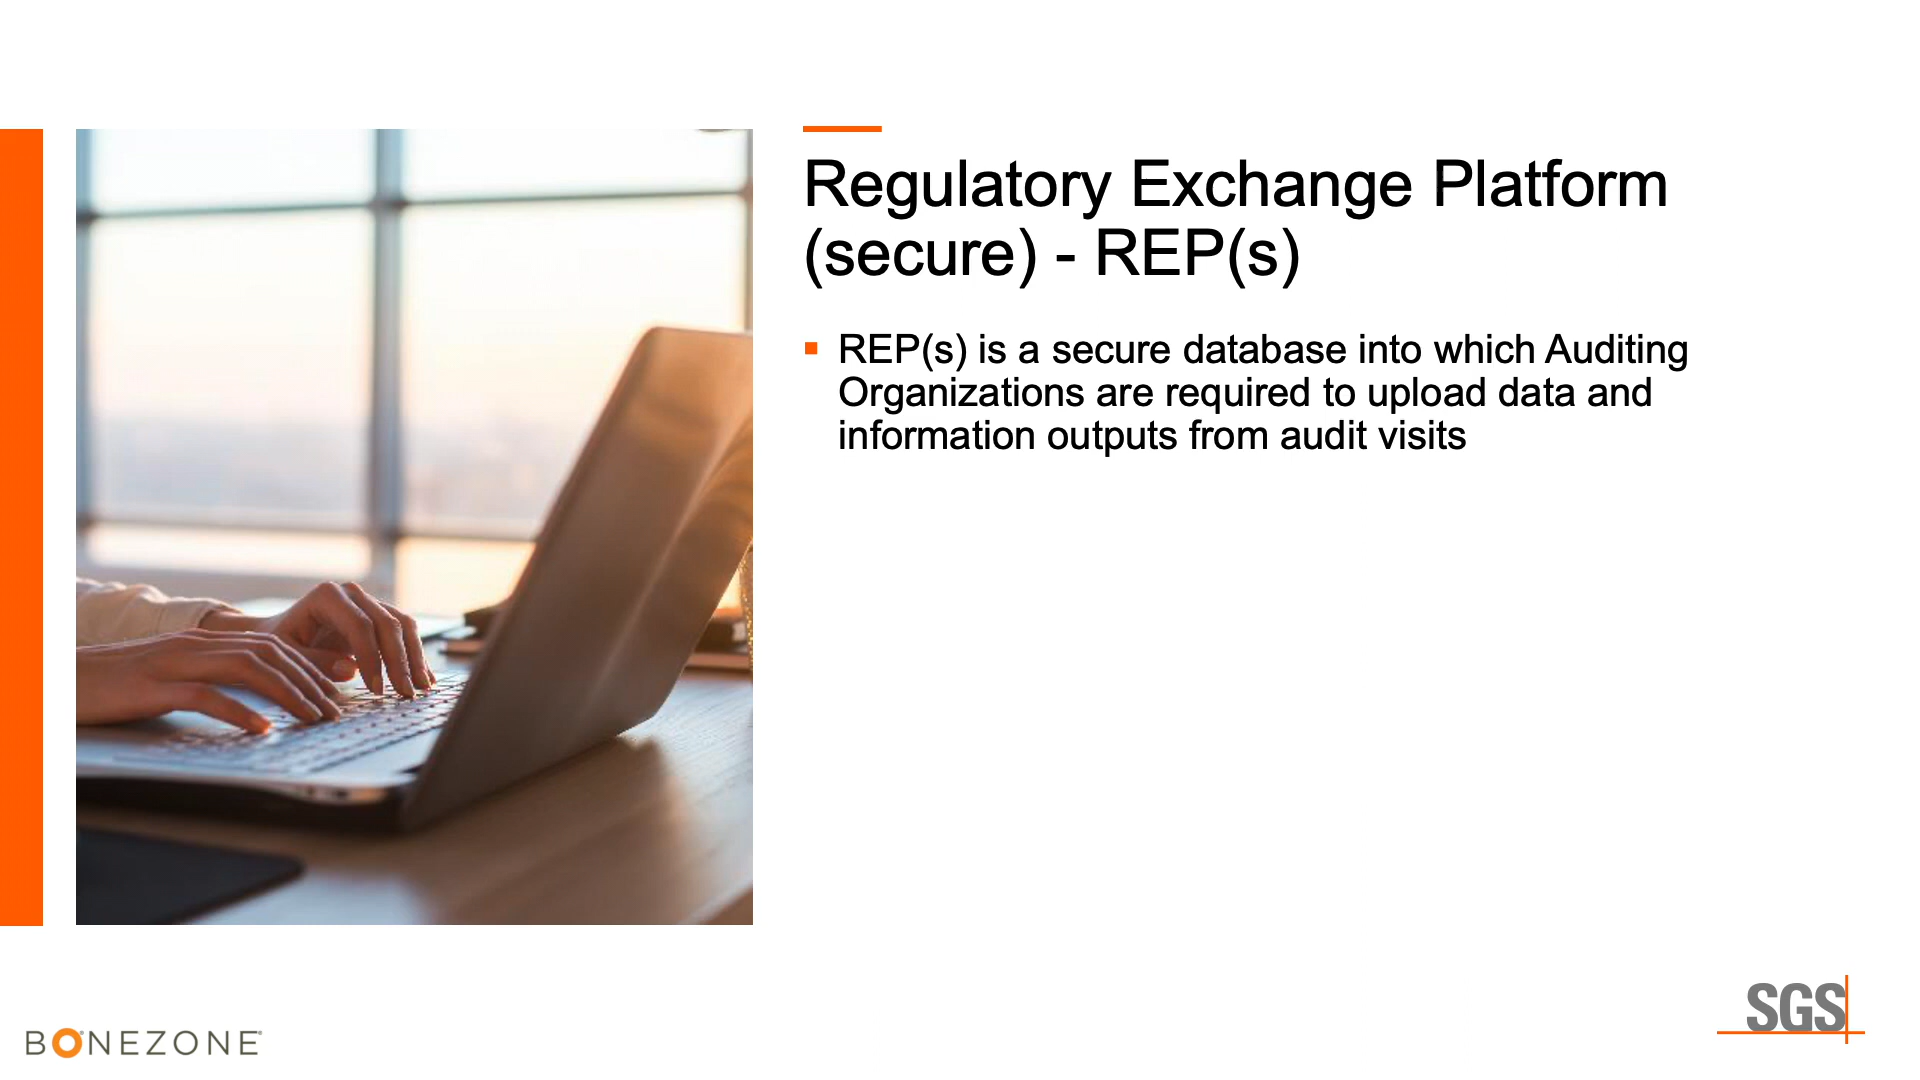 Regulatory Exchange Platform
(secure) - REP(s)
▪ REP(s) is a secure database into which Auditing
Organizations are required to upload data and
information outputs from audit visits
BONEZONE
SGS